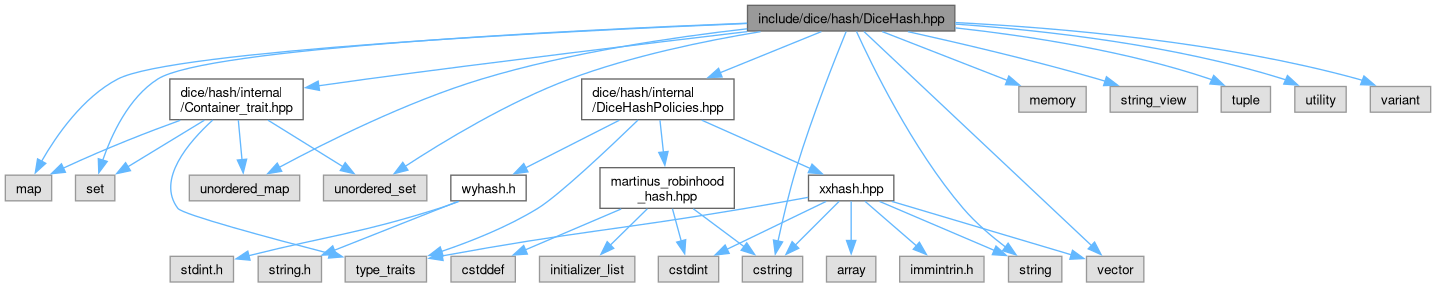 include/dice/hash/DiceHash.hpp
dice/hash/internal
/Container_trait.hpp
dice/hash/internal
/DiceHashPolicies.hpp
memory
string_view
tuple
utility
variant
map
set
unordered_map
unordered_set
wyhash.h
martinus_robinhood
_hash.hpp
xxhash.hpp
stdint.h
string.h
type_traits
cstddef
initializer_list
cstdint
cstring
array
immintrin.h
string
vector